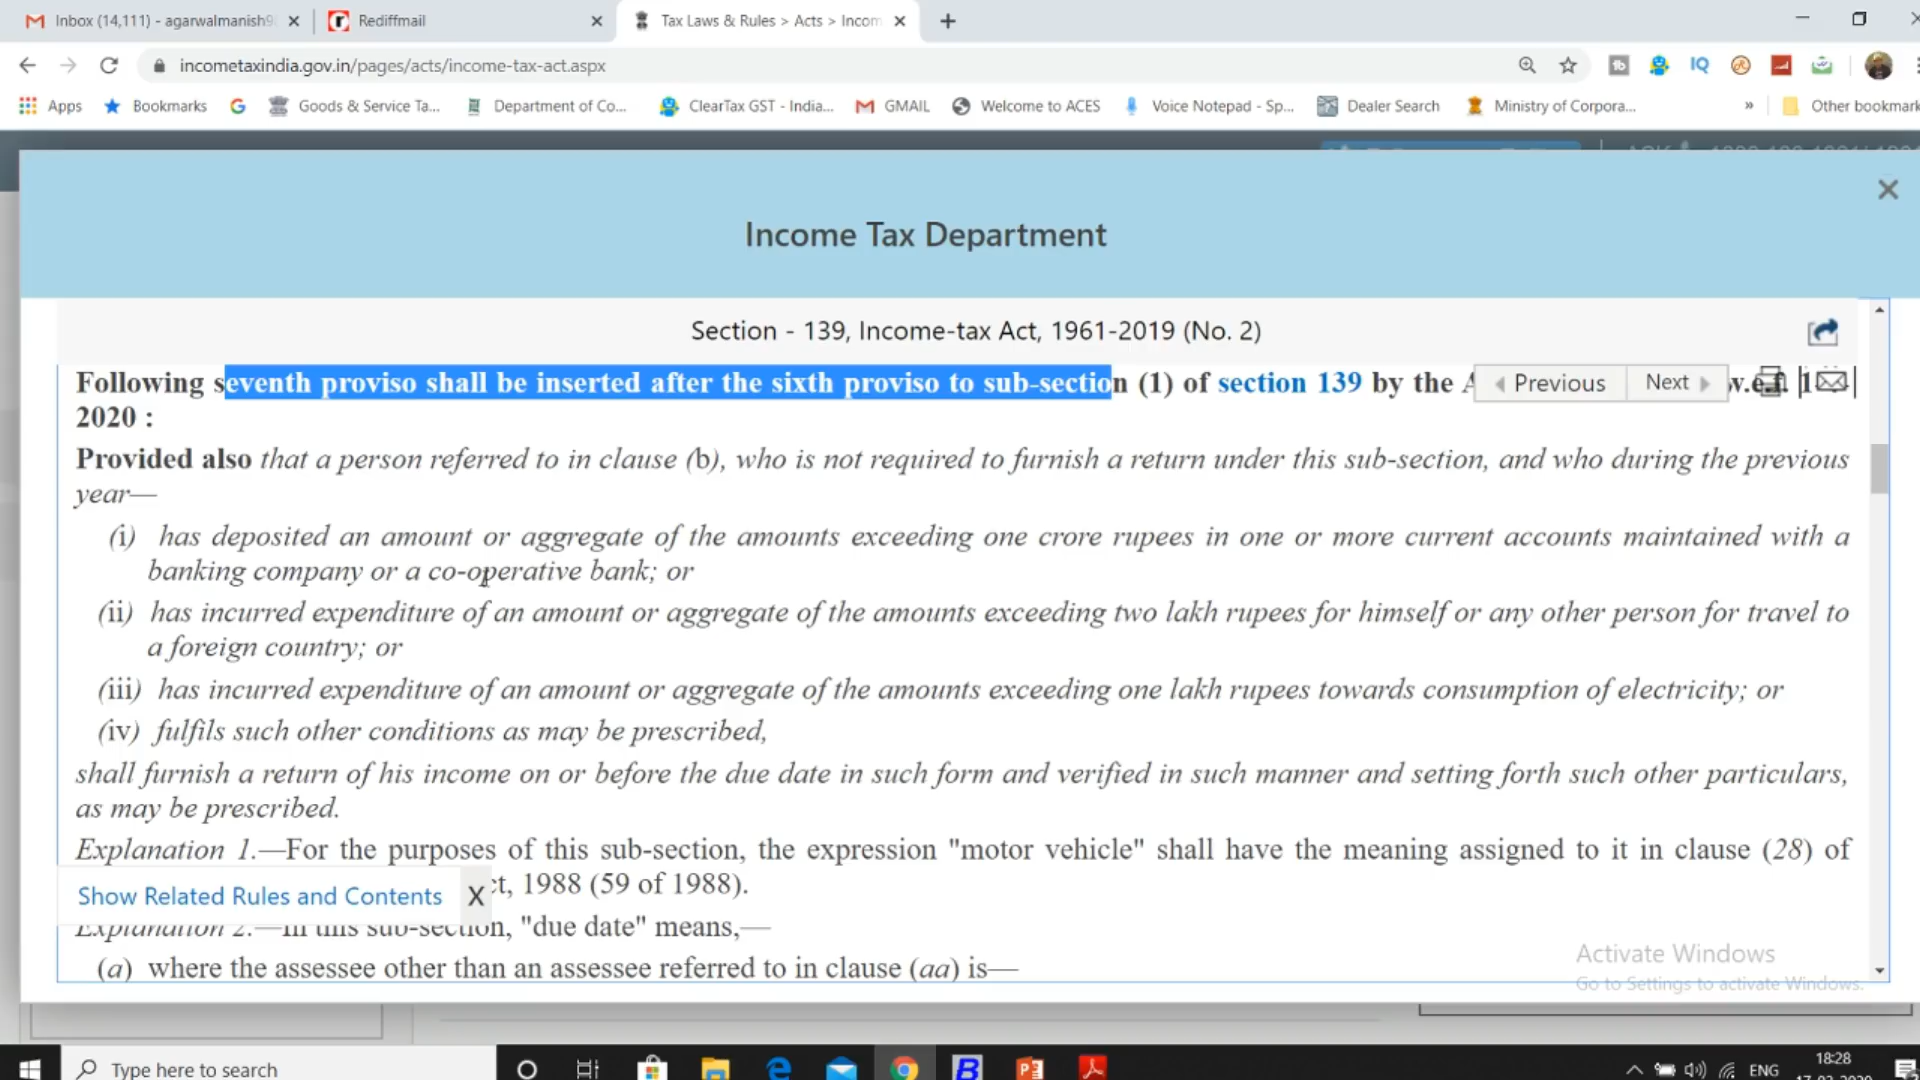 Inbox (14,111) - agarwalmanish9
Rediffmail
Tax Laws & Rules > Acts > Incom
incometaxindia.gov.in/pages/acts/income-tax-act.aspx
IQ
Apps
Bookmarks
Goods & Service Ta...
Department of Co...
ClearTax GST - India...
GMAIL
Welcome to ACES
Voice Notepad - Sp...
Dealer Search
Ministry of Corpora...
»
Other bookmark
Income Tax Department
Section - 139, Income-tax Act, 1961-2019 (No. 2)
Following seventh proviso shall be inserted after the sixth proviso to sub-section (1) of section 139 by the
Previous
Next
w.e.f.
2020 :
Provided also that a person referred to in clause (b), who is not required to furnish a return under this sub-section, and who during the previous
year—
(i) has deposited an amount or aggregate of the amounts exceeding one crore rupees in one or more current accounts maintained with a
banking company or a co-operative bank; or
(ii) has incurred expenditure of an amount or aggregate of the amounts exceeding two lakh rupees for himself or any other person for travel to
a foreign country; or
(iii) has incurred expenditure of an amount or aggregate of the amounts exceeding one lakh rupees towards consumption of electricity; or
(iv) fulfils such other conditions as may be prescribed,
shall furnish a return of his income on or before the due date in such form and verified in such manner and setting forth such other particulars,
as may be prescribed.
Explanation 1.—For the purposes of this sub-section, the expression "motor vehicle" shall have the meaning assigned to it in clause (28) of
ct, 1988 (59 of 1988).
Show Related Rules and Contents
X
Explanation 2.—In this sub-section, "due date" means,—
(a) where the assessee other than an assessee referred to in clause (aa) is—
Activate Windows
Go to Settings to activate Windows.
Type here to search
ENG
18:28